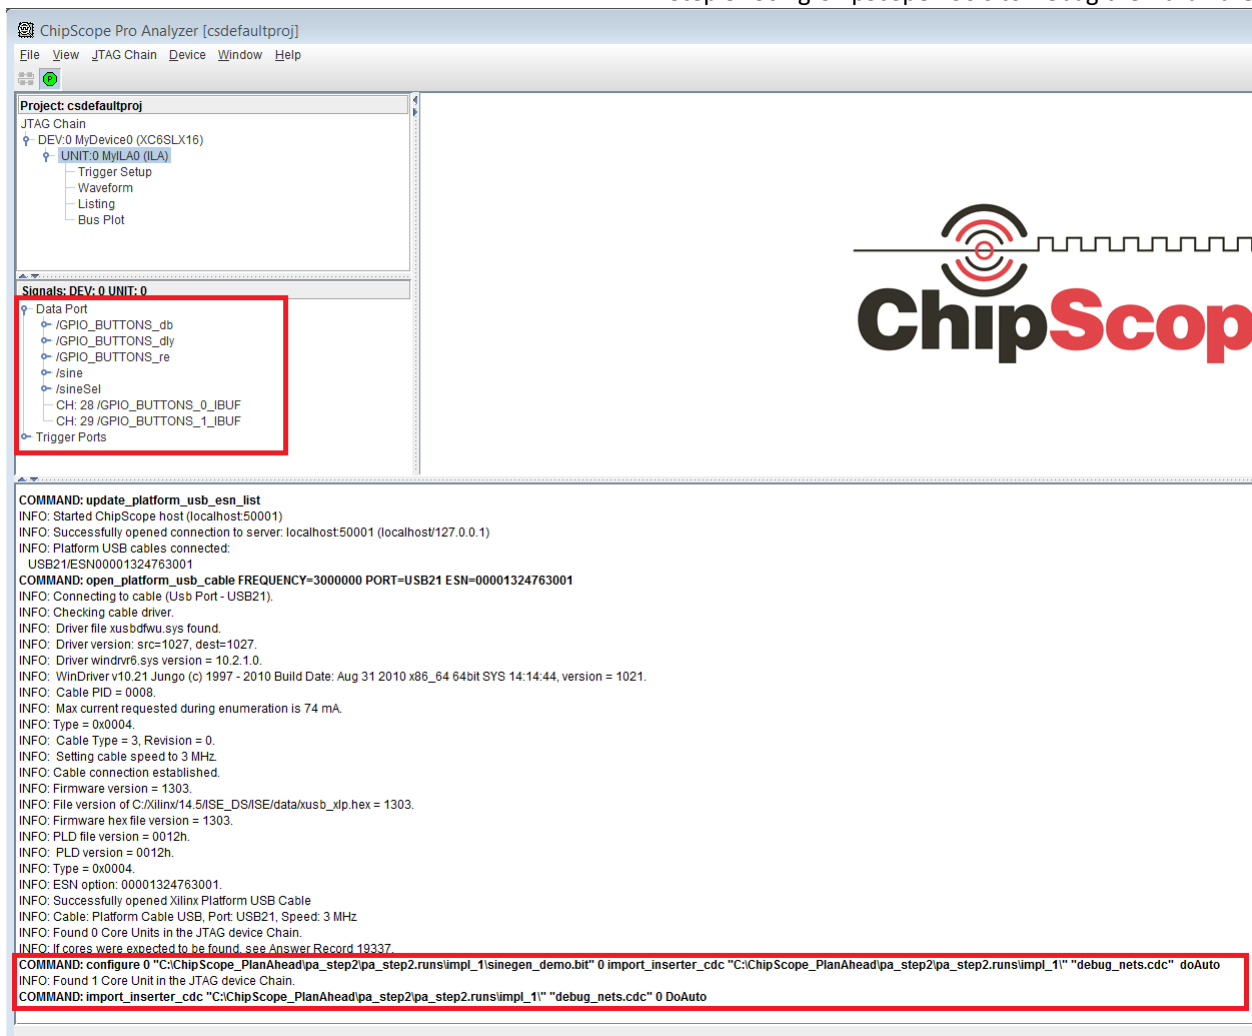 ChipScope Pro Analyzer [csdefaultproj]
File View JTAG Chain Device Window Help
P
Project: csdefaultproj
JTAG Chain
DEV:0 MyDevice0 (XC6SLX16)
UNIT:0 MyILA0 (ILA)
Trigger Setup
Waveform
Listing
Bus Plot
Signals: DEV: 0 UNIT: 0
Data Port
/GPIO_BUTTONS_db
/GPIO_BUTTONS_dly
/GPIO_BUTTONS_re
/sine
/sineSel
CH: 28 /GPIO_BUTTONS_0_IBUF
CH: 29 /GPIO_BUTTONS_1_IBUF
Trigger Ports
ChipScop
COMMAND: update_platform_usb_esn_list
INFO: Started ChipScope host (localhost:50001)
INFO: Successfully opened connection to server: localhost:50001 (localhost/127.0.0.1)
INFO: Platform USB cables connected:
USB21/ESN00001324763001
COMMAND: open_platform_usb_cable FREQUENCY=3000000 PORT=USB21 ESN=00001324763001
INFO: Connecting to cable (Usb Port - USB21).
INFO: Checking cable driver.
INFO: Driver file xusbdfwu.sys found.
INFO: Driver version: src=1027, dest=1027.
INFO: Driver windrvr6.sys version = 10.2.1.0.
INFO: WinDriver v10.21 Jungo (c) 1997 - 2010 Build Date: Aug 31 2010 x86_64 64bit SYS 14:14:44, version = 1021.
INFO: Cable PID = 0008.
INFO: Max current requested during enumeration is 74 mA.
INFO: Type = 0x0004.
INFO: Cable Type = 3, Revision = 0.
INFO: Setting cable speed to 3 MHz.
INFO: Cable connection established.
INFO: Firmware version = 1303.
INFO: File version of C:/Xilinx/14.5/ISE_DS/ISE/data/xusb_xlp.hex = 1303.
INFO: Firmware hex file version = 1303.
INFO: PLD file version = 0012h.
INFO: PLD version = 0012h.
INFO: Type = 0x0004.
INFO: ESN option: 00001324763001.
INFO: Successfully opened Xilinx Platform USB Cable
INFO: Cable: Platform Cable USB, Port: USB21, Speed: 3 MHz
INFO: Found 0 Core Units in the JTAG device Chain.
INFO: If cores were expected to be found, see Answer Record 19337.
COMMAND: configure 0 "C:\ChipScope_PlanAhead\pa_step2\pa_step2.runs\impl_1\sinegen_demo.bit" 0 import_inserter_cdc "C:\ChipScope_PlanAhead\pa_step2\pa_step2.runs\impl_1\" "debug_nets.cdc" doAuto
INFO: Found 1 Core Unit in the JTAG device Chain.
COMMAND: import_inserter_cdc "C:\ChipScope_PlanAhead\pa_step2\pa_step2.runs\impl_1\" "debug_nets.cdc" 0 DoAuto